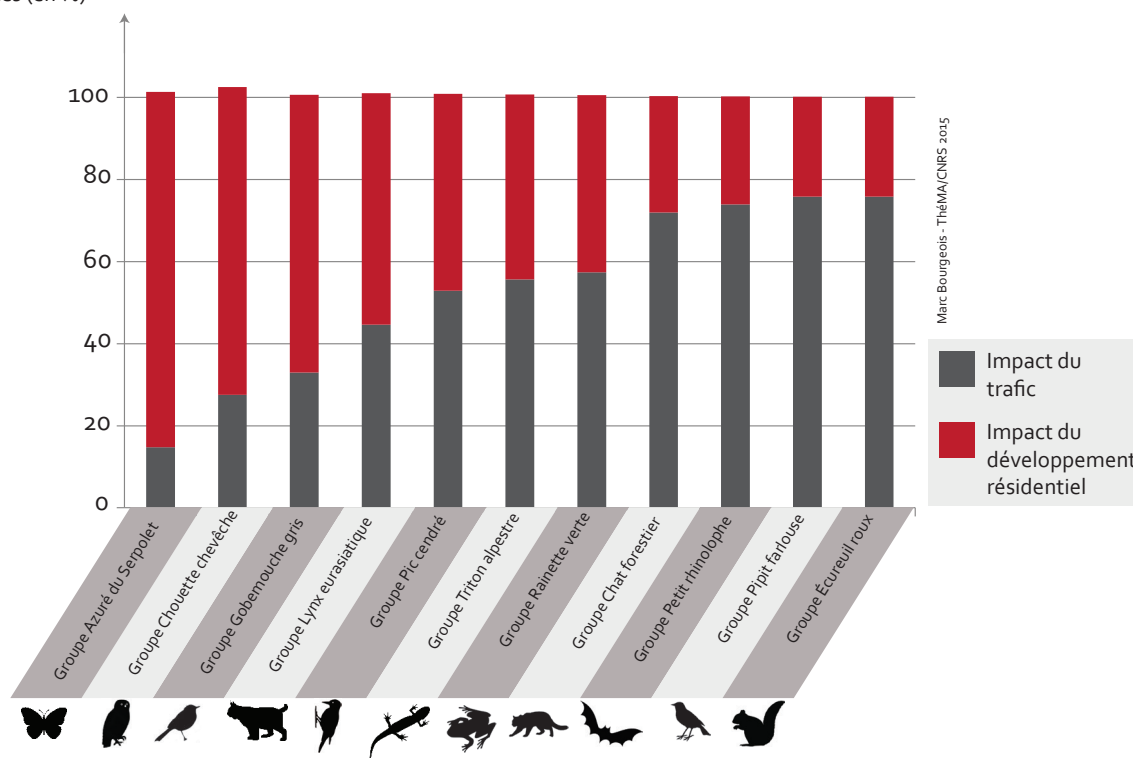 100
80
60
40
20
0
Groupe Azuré du Serpolet
Groupe Chouette chevêche
Groupe Gobemouche gris
Groupe Lynx eurasiatique
Groupe Pic cendré
Groupe Triton alpestre
Groupe Rainette verte
Groupe Chat forestier
Groupe Petit rhinolophe
Groupe Pipit farlouse
Groupe Écureuil roux
Marc Bourgeois - ThéMA/CNRS 2015
Impact du
trafic
Impact du
développement
résidentiel